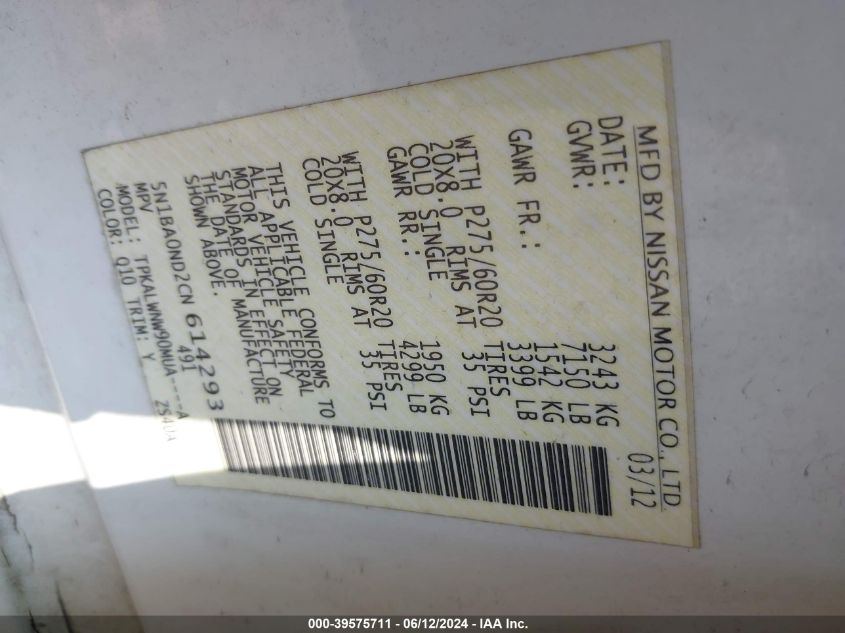 MFD BY NISSAN MOTOR CO., LTD.
DATE: 03/12
GVWR: 3243 KG
7150 LB
GAWR FR.: 1542 KG
3399 LB
WITH P275/60R20 TIRES
20X8.0 RIMS AT 35 PSI
COLD SINGLE
GAWR RR.: 1950 KG
4299 LB
WITH P275/60R20 TIRES
20X8.0 RIMS AT 35 PSI
COLD SINGLE
THIS VEHICLE CONFORMS TO
ALL APPLICABLE FEDERAL
MOTOR VEHICLE SAFETY
STANDARDS IN EFFECT ON
THE DATE OF MANUFACTURE
SHOWN ABOVE.
5N1BA0ND2CN 614293
MPV 491
MODEL: TPKALWNW90MUA----A
COLOR: Q10 TRIM: Y ZS40A
000-39575711 - 06/12/2024 - IAA Inc.